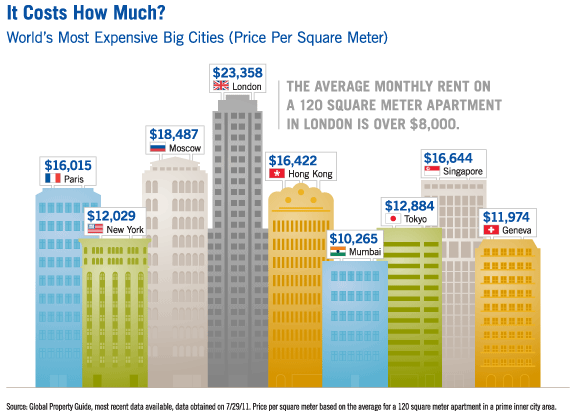 It Costs How Much?
World's Most Expensive Big Cities (Price Per Square Meter)
$23,358
London
THE AVERAGE MONTHLY RENT ON
A 120 SQUARE METER APARTMENT
IN LONDON IS OVER $8,000.
$18,487
Moscow
$16,015
Paris
$16,422
Hong Kong
$16,644
Singapore
$12,029
New York
$12,884
Tokyo
$11,974
Geneva
$10,265
Mumbai
Source: Global Property Guide, most recent data available, data obtained on 7/29/11. Price per square meter based on the average for a 120 square meter apartment in a prime inner city area.